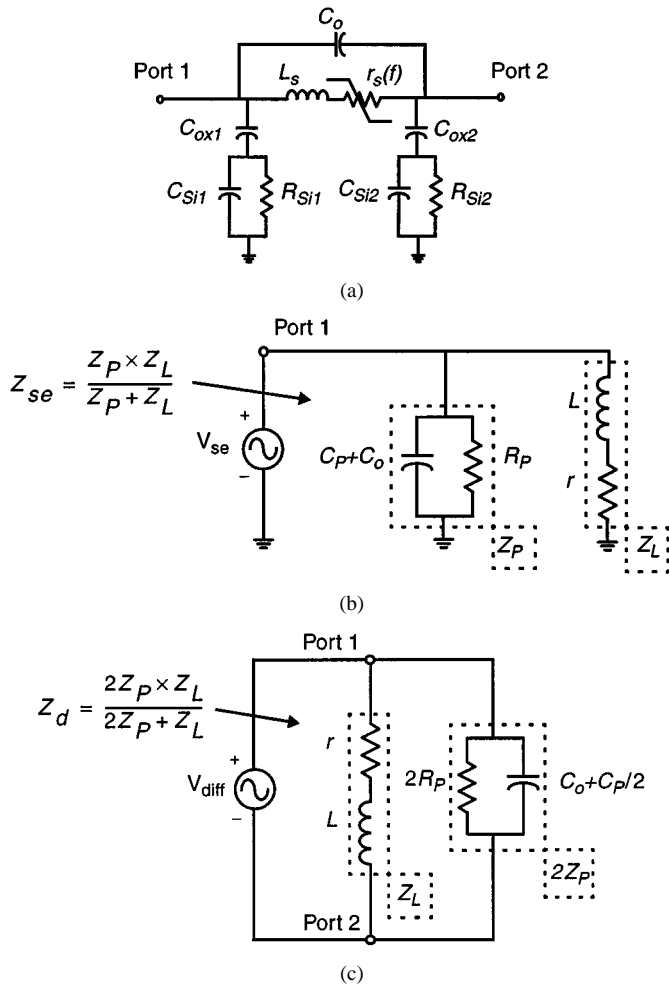 C_o
Port 1
L_s
r_s(f)
Port 2
C_ox1
C_ox2
C_Si1
R_Si1
C_Si2
R_Si2
(a)
Port 1
Z_se = (Z_P × Z_L) / (Z_P + Z_L)
+
V_se
−
C_P+C_o
R_P
L
r
Z_P
Z_L
(b)
Port 1
Z_d = (2Z_P × Z_L) / (2Z_P + Z_L)
+
V_diff
−
r
L
2R_P
C_o+C_P/2
Z_L
2Z_P
Port 2
(c)